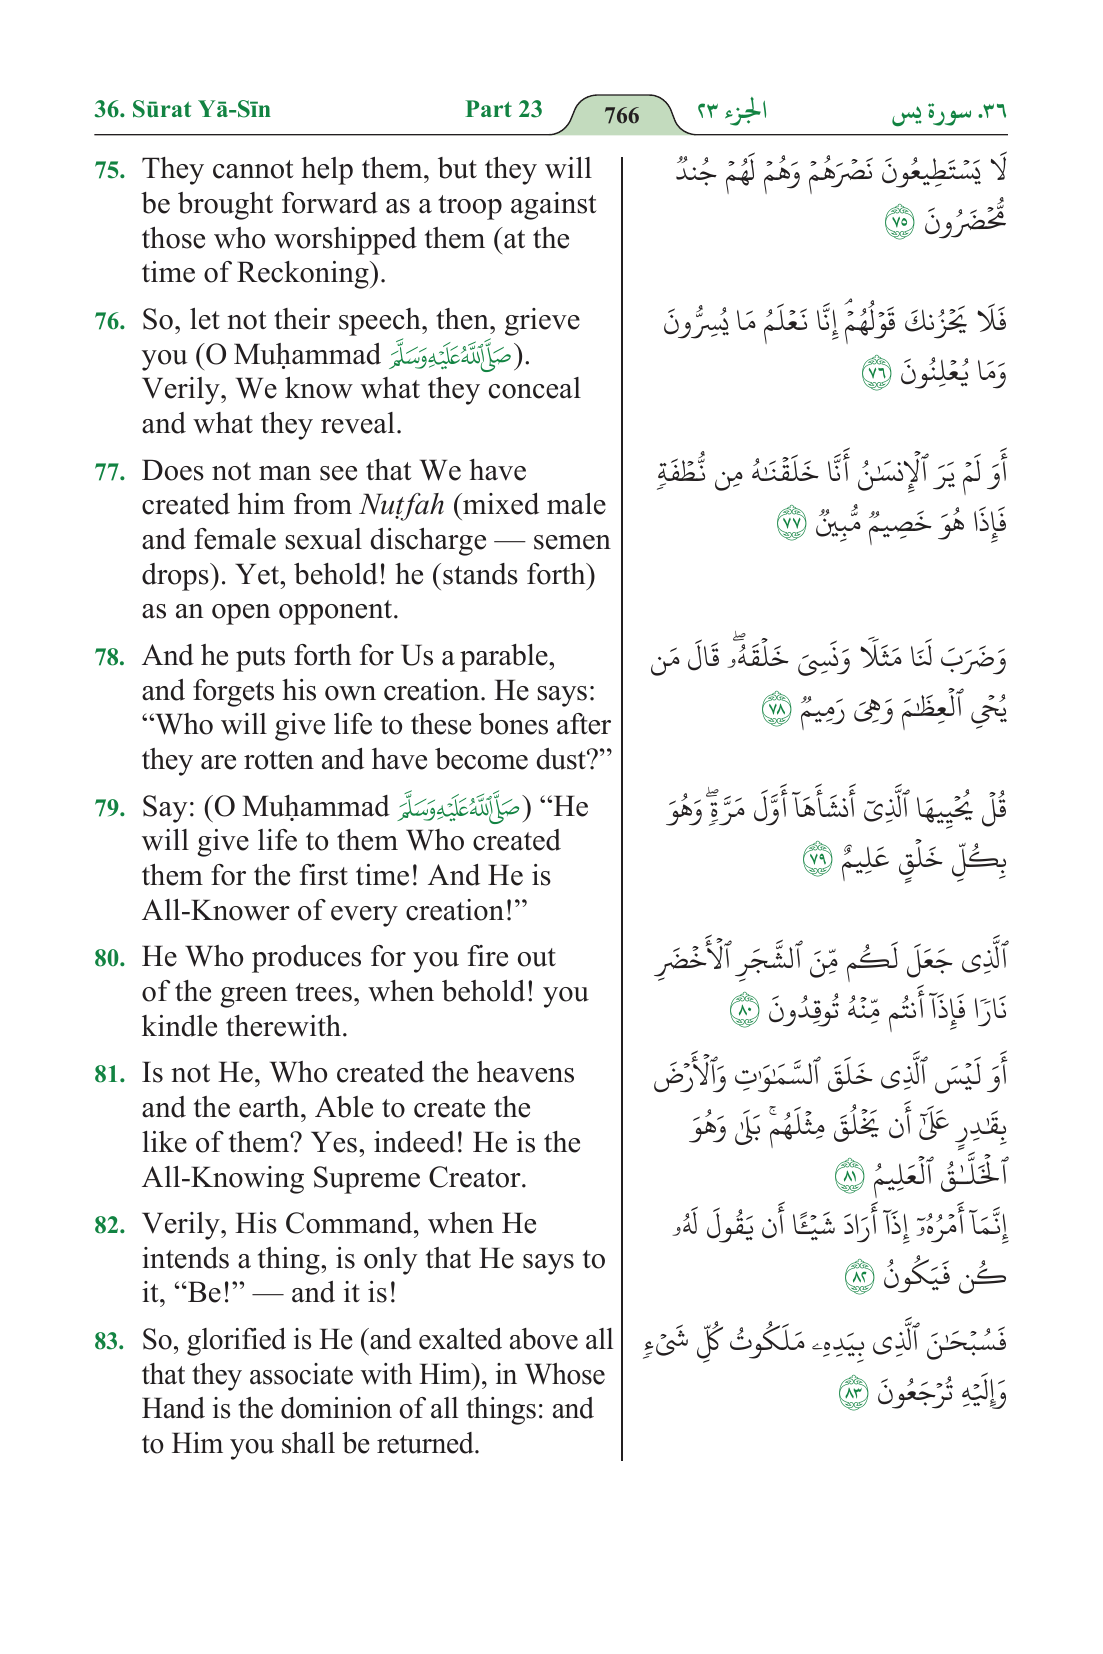 36. Sūrat Yā-Sīn Part 23 766 الجزء ٢٣ ٣٦. سورة يس
75. They cannot help them, but they will
be brought forward as a troop against
those who worshipped them (at the
time of Reckoning).
لَا يَسْتَطِيعُونَ نَصْرَهُمْ وَهُمْ لَهُمْ جُندٌ
مُّحْضَرُونَ ٧٥
76. So, let not their speech, then, grieve
you (O Muḥammad صَلَّى ٱللَّهُ عَلَيْهِ وَسَلَّمَ).
Verily, We know what they conceal
and what they reveal.
فَلَا يَحْزُنكَ قَوْلُهُمْ ۘ إِنَّا نَعْلَمُ مَا يُسِرُّونَ
وَمَا يُعْلِنُونَ ٧٦
77. Does not man see that We have
created him from Nuṭfah (mixed male
and female sexual discharge — semen
drops). Yet, behold! he (stands forth)
as an open opponent.
أَوَ لَمْ يَرَ ٱلْإِنسَـٰنُ أَنَّا خَلَقْنَـٰهُ مِن نُّطْفَةٍ
فَإِذَا هُوَ خَصِيمٌ مُّبِينٌ ٧٧
78. And he puts forth for Us a parable,
and forgets his own creation. He says:
“Who will give life to these bones after
they are rotten and have become dust?”
وَضَرَبَ لَنَا مَثَلًا وَنَسِىَ خَلْقَهُۥ ۖ قَالَ مَن
يُحْىِ ٱلْعِظَـٰمَ وَهِىَ رَمِيمٌ ٧٨
79. Say: (O Muḥammad صَلَّى ٱللَّهُ عَلَيْهِ وَسَلَّمَ) “He
will give life to them Who created
them for the first time! And He is
All-Knower of every creation!”
قُلْ يُحْيِيهَا ٱلَّذِىٓ أَنشَأَهَآ أَوَّلَ مَرَّةٍ ۖ وَهُوَ
بِكُلِّ خَلْقٍ عَلِيمٌ ٧٩
80. He Who produces for you fire out
of the green trees, when behold! you
kindle therewith.
ٱلَّذِى جَعَلَ لَكُم مِّنَ ٱلشَّجَرِ ٱلْأَخْضَرِ
نَارًا فَإِذَآ أَنتُم مِّنْهُ تُوقِدُونَ ٨٠
81. Is not He, Who created the heavens
and the earth, Able to create the
like of them? Yes, indeed! He is the
All-Knowing Supreme Creator.
أَوَ لَيْسَ ٱلَّذِى خَلَقَ ٱلسَّمَـٰوَٰتِ وَٱلْأَرْضَ
بِقَـٰدِرٍ عَلَىٰٓ أَن يَخْلُقَ مِثْلَهُم ۚ بَلَىٰ وَهُوَ
ٱلْخَلَّـٰقُ ٱلْعَلِيمُ ٨١
82. Verily, His Command, when He
intends a thing, is only that He says to
it, “Be!” — and it is!
إِنَّمَآ أَمْرُهُۥٓ إِذَآ أَرَادَ شَيْـًٔا أَن يَقُولَ لَهُۥ
كُن فَيَكُونُ ٨٢
83. So, glorified is He (and exalted above all
that they associate with Him), in Whose
Hand is the dominion of all things: and
to Him you shall be returned.
فَسُبْحَـٰنَ ٱلَّذِى بِيَدِهِۦ مَلَكُوتُ كُلِّ شَىْءٍ
وَإِلَيْهِ تُرْجَعُونَ ٨٣